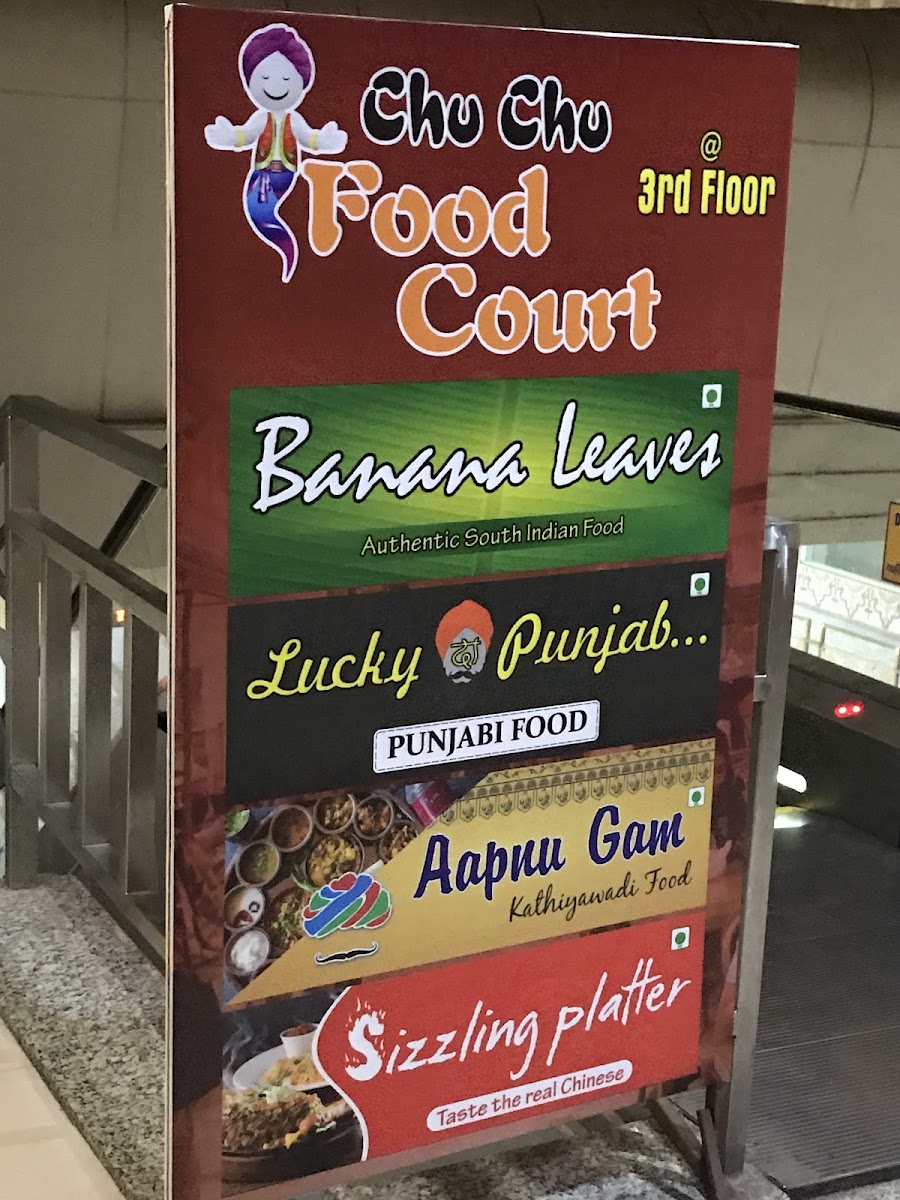 Chu Chu
Food
Court
@
3rd Floor
Banana Leaves
Authentic South Indian Food
Lucky दा Punjab...
PUNJABI FOOD
Aapnu Gam
Kathiyawadi Food
Sizzling platter
Taste the real Chinese